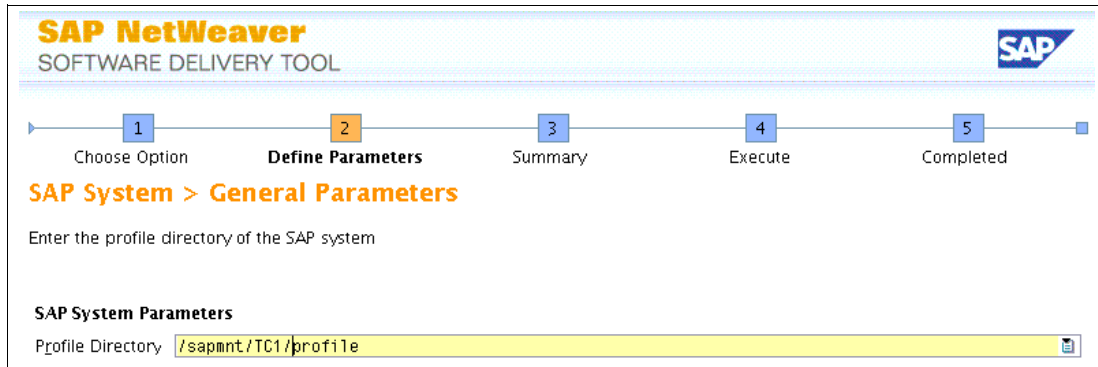 SAP NetWeaver
SOFTWARE DELIVERY TOOL
SAP
1 2 3 4 5
Choose Option Define Parameters Summary Execute Completed
SAP System > General Parameters
Enter the profile directory of the SAP system
SAP System Parameters
Profile Directory /sapmnt/TC1/profile